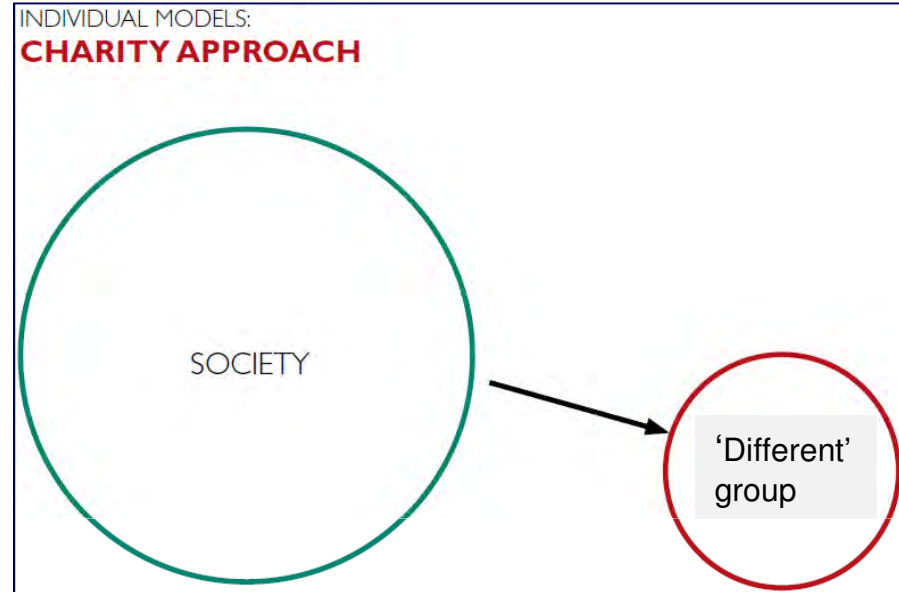 INDIVIDUAL MODELS:
CHARITY APPROACH
SOCIETY
‘Different’
group